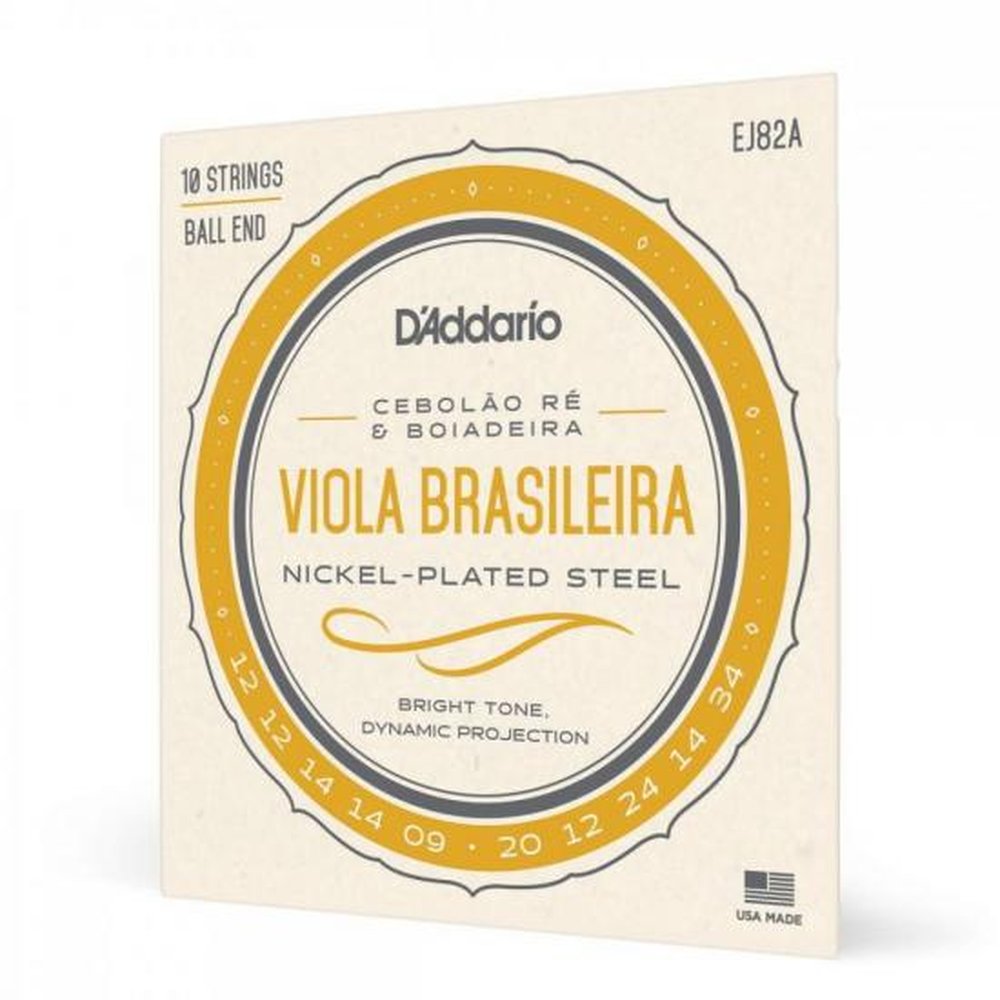 10 STRINGS
BALL END
EJ82A
D'Addario
CEBOLÃO RÉ
& BOIADEIRA
VIOLA BRASILEIRA
NICKEL-PLATED STEEL
BRIGHT TONE,
DYNAMIC PROJECTION
12 12 14 14 09 • 20 12 24 14 34
USA MADE